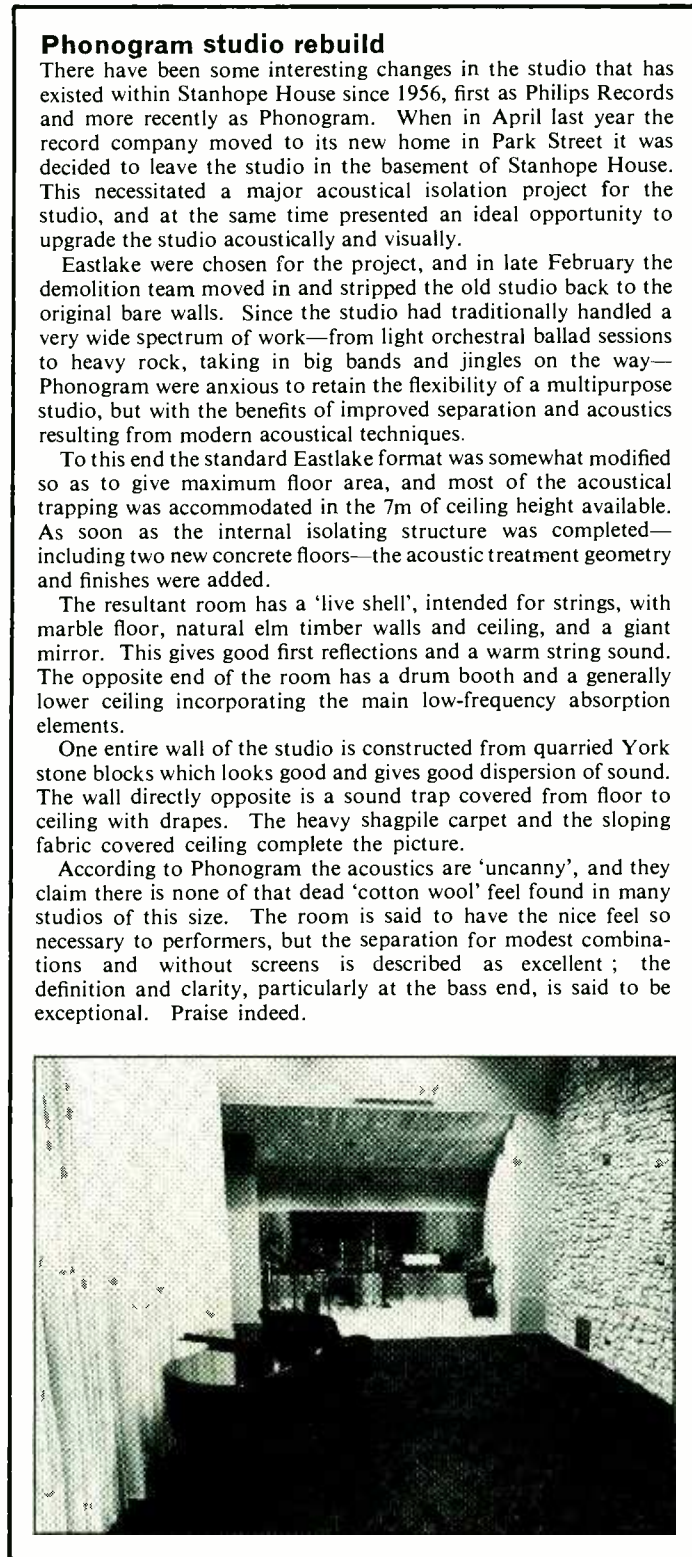 Phonogram studio rebuild
There have been some interesting changes in the studio that has
existed within Stanhope House since 1956, first as Philips Records
and more recently as Phonogram. When in April last year the
record company moved to its new home in Park Street it was
decided to leave the studio in the basement of Stanhope House.
This necessitated a major acoustical isolation project for the
studio, and at the same time presented an ideal opportunity to
upgrade the studio acoustically and visually.
Eastlake were chosen for the project, and in late February the
demolition team moved in and stripped the old studio back to the
original bare walls. Since the studio had traditionally handled a
very wide spectrum of work—from light orchestral ballad sessions
to heavy rock, taking in big bands and jingles on the way—
Phonogram were anxious to retain the flexibility of a multipurpose
studio, but with the benefits of improved separation and acoustics
resulting from modern acoustical techniques.
To this end the standard Eastlake format was somewhat modified
so as to give maximum floor area, and most of the acoustical
trapping was accommodated in the 7m of ceiling height available.
As soon as the internal isolating structure was completed—
including two new concrete floors—the acoustic treatment geometry
and finishes were added.
The resultant room has a ‘live shell’, intended for strings, with
marble floor, natural elm timber walls and ceiling, and a giant
mirror. This gives good first reflections and a warm string sound.
The opposite end of the room has a drum booth and a generally
lower ceiling incorporating the main low-frequency absorption
elements.
One entire wall of the studio is constructed from quarried York
stone blocks which looks good and gives good dispersion of sound.
The wall directly opposite is a sound trap covered from floor to
ceiling with drapes. The heavy shagpile carpet and the sloping
fabric covered ceiling complete the picture.
According to Phonogram the acoustics are ‘uncanny’, and they
claim there is none of that dead ‘cotton wool’ feel found in many
studios of this size. The room is said to have the nice feel so
necessary to performers, but the separation for modest combina-
tions and without screens is described as excellent ; the
definition and clarity, particularly at the bass end, is said to be
exceptional. Praise indeed.